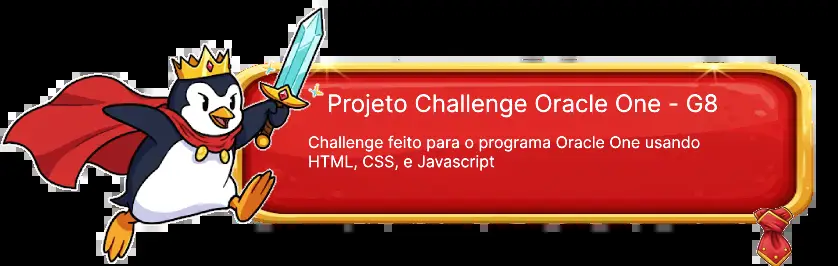 Projeto Challenge Oracle One - G8
Challenge feito para o programa Oracle One usando
HTML, CSS, e Javascript